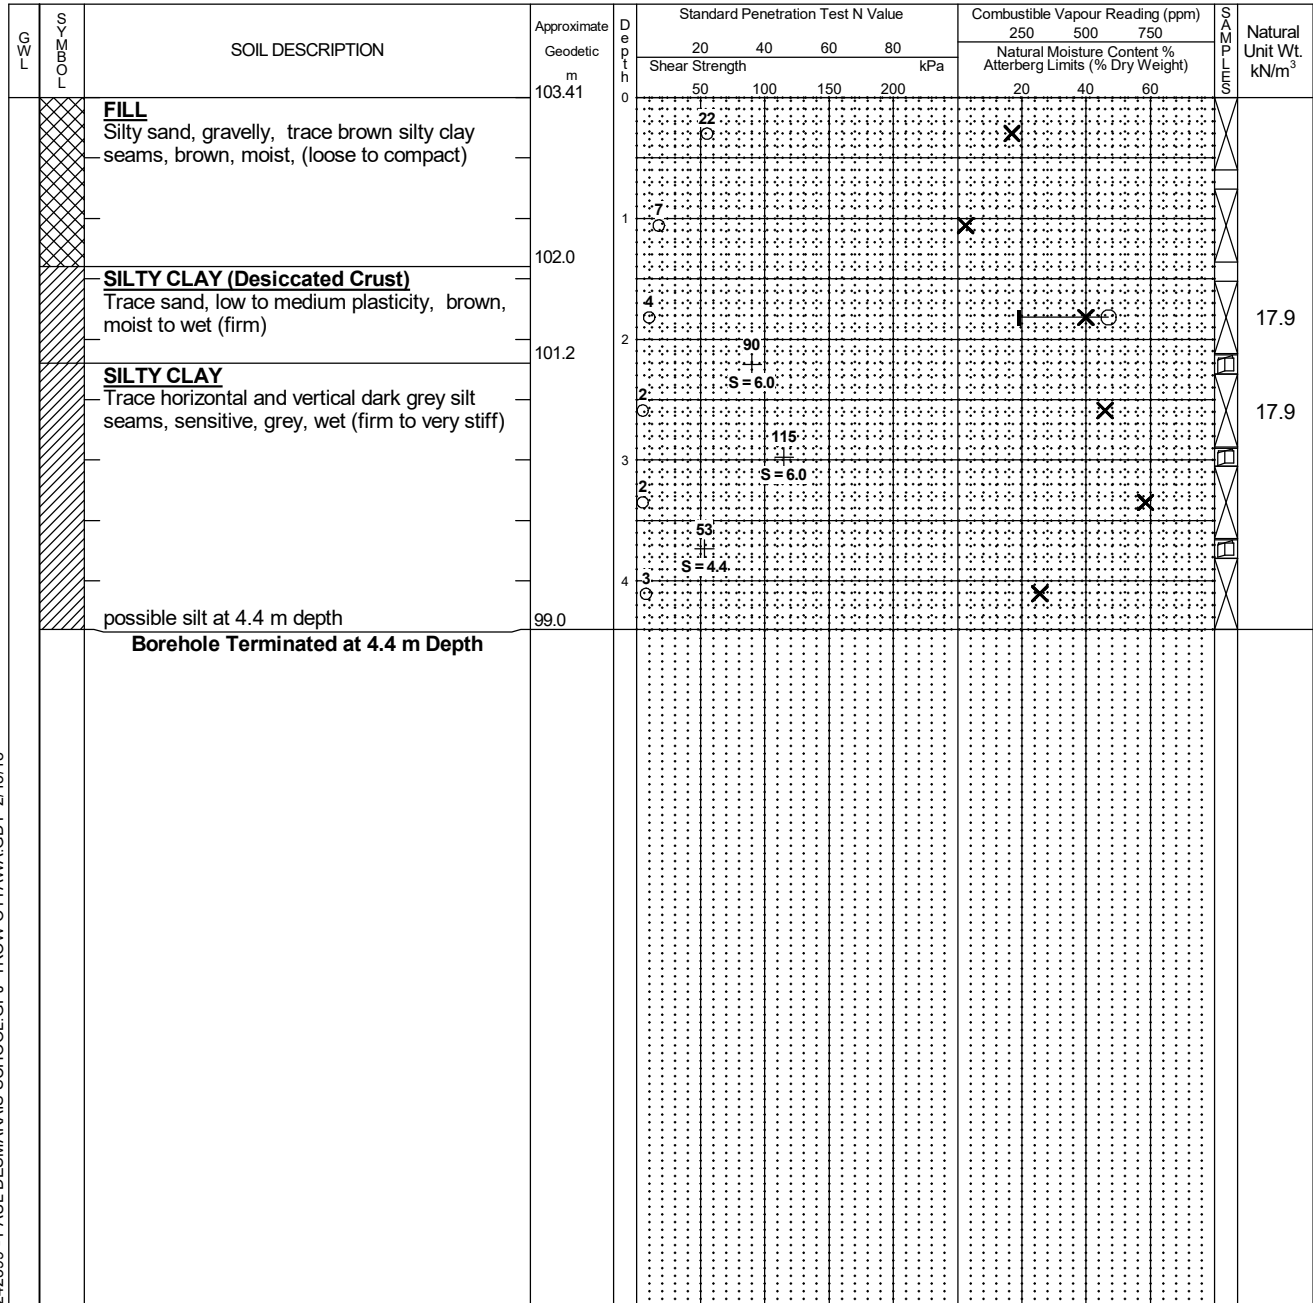 GWL
SYMBOL
SOIL DESCRIPTION
Approximate
Geodetic
m
103.41
Depth
Standard Penetration Test N Value
20 40 60 80
Shear Strength kPa
50 100 150 200
Combustible Vapour Reading (ppm)
250 500 750
Natural Moisture Content %
Atterberg Limits (% Dry Weight)
20 40 60
SAMPLES
Natural
Unit Wt.
kN/m³
0
FILL
Silty sand, gravelly, trace brown silty clay
seams, brown, moist, (loose to compact)
22
7
1
102.0
SILTY CLAY (Desiccated Crust)
Trace sand, low to medium plasticity, brown,
moist to wet (firm)
4
17.9
2
101.2
90
S = 6.0
SILTY CLAY
Trace horizontal and vertical dark grey silt
seams, sensitive, grey, wet (firm to very stiff)
2
17.9
115
3
S = 6.0
2
53
S = 4.4
4
3
possible silt at 4.4 m depth
99.0
Borehole Terminated at 4.4 m Depth